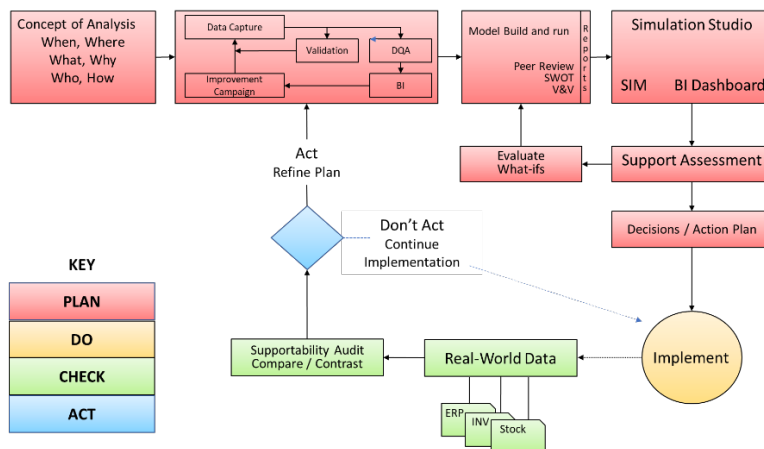 Concept of Analysis
When, Where
What, Why
Who, How
Data Capture
Validation
DQA
Improvement
Campaign
BI
Model Build and run
Peer Review
SWOT
V&V
Reports
Simulation Studio
SIM BI Dashboard
Evaluate
What-ifs
Support Assessment
Decisions / Action Plan
Act
Refine Plan
Don't Act
Continue
Implementation
KEY
PLAN
DO
CHECK
ACT
Supportability Audit
Compare / Contrast
Real-World Data
Implement
ERP
INV
Stock